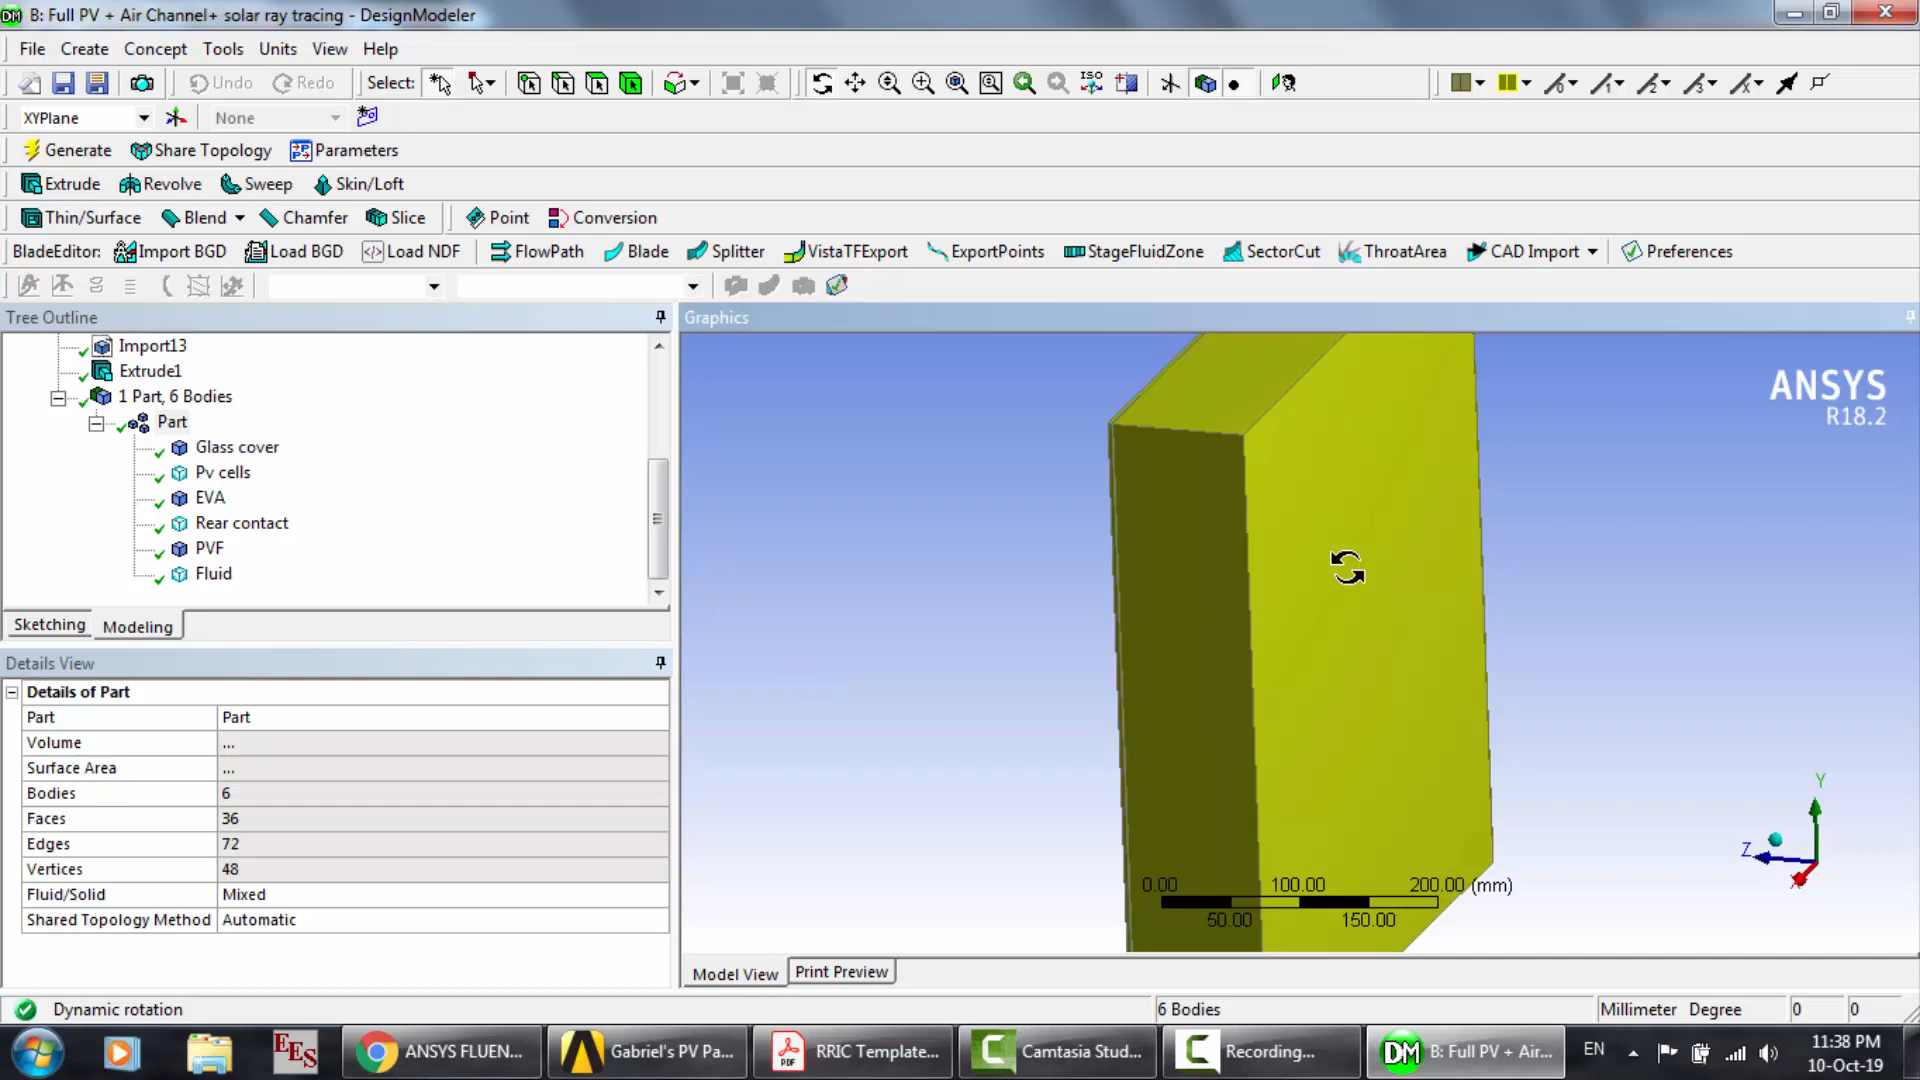 B: Full PV + Air Channel+ solar ray tracing - DesignModeler
File Create Concept Tools Units View Help
Undo Redo Select: ISO
XYPlane None
Generate Share Topology Parameters
Extrude Revolve Sweep Skin/Loft
Thin/Surface Blend Chamfer Slice Point Conversion
BladeEditor: Import BGD Load BGD Load NDF FlowPath Blade Splitter VistaTFExport ExportPoints StageFluidZone SectorCut ThroatArea CAD Import Preferences
Tree Outline
Graphics
Import13
Extrude1
1 Part, 6 Bodies
Part
Glass cover
Pv cells
EVA
Rear contact
PVF
Fluid
Sketching Modeling
Details View
Details of Part
Part Part
Volume ...
Surface Area ...
Bodies 6
Faces 36
Edges 72
Vertices 48
Fluid/Solid Mixed
Shared Topology Method Automatic
ANSYS
R18.2
Y
Z
X
0.00 100.00 200.00 (mm)
50.00 150.00
Model View Print Preview
Dynamic rotation 6 Bodies Millimeter Degree 0 0
EES ANSYS FLUEN... Gabriel's PV Pa... PDF RRIC Template... Camtasia Stud... Recording... DM B: Full PV + Air... EN 11:38 PM
10-Oct-19